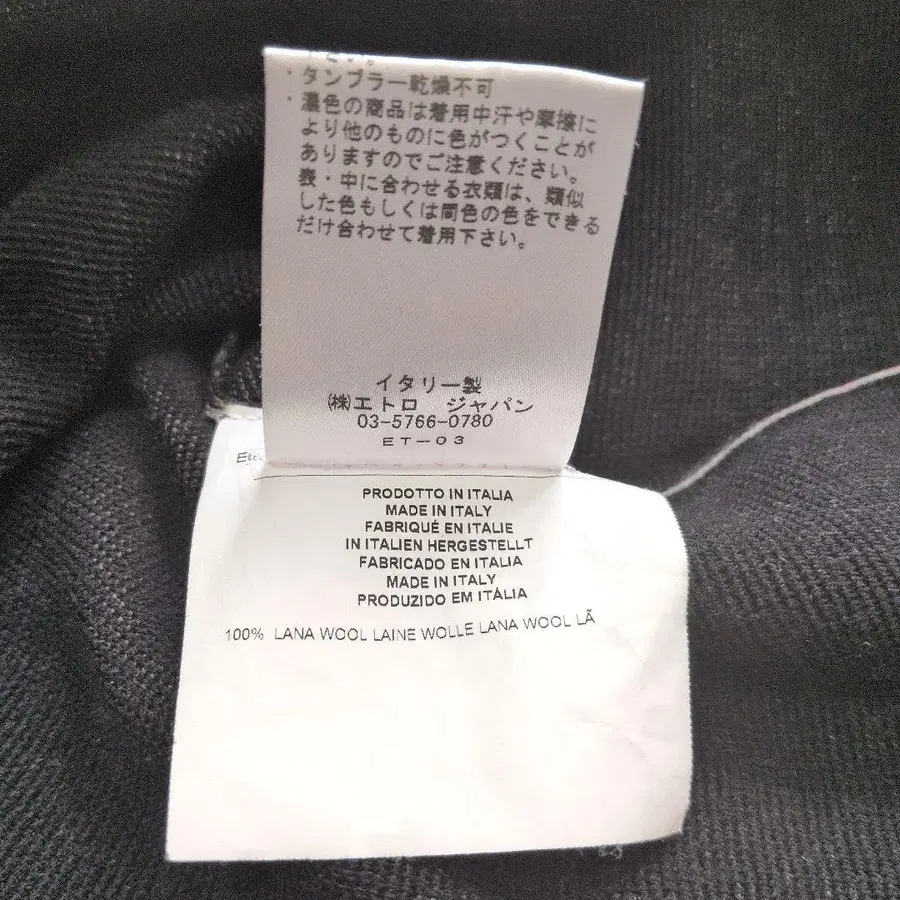 ・タンブラー乾燥不可
・濃色の商品は着用中汗や摩擦に
より他のものに色がつくことが
ありますのでご注意ください。
表・中に合わせる衣類は、類似
した色もしくは同色の色をできる
だけ合わせて着用下さい。
イタリー製
㈱エトロ ジャパン
03-5766-0780
ET-03
PRODOTTO IN ITALIA
MADE IN ITALY
FABRIQUÉ EN ITALIE
IN ITALIEN HERGESTELLT
FABRICADO EN ITALIA
MADE IN ITALY
PRODUZIDO EM ITÁLIA
100% LANA WOOL LAINE WOLLE LANA WOOL LÃ